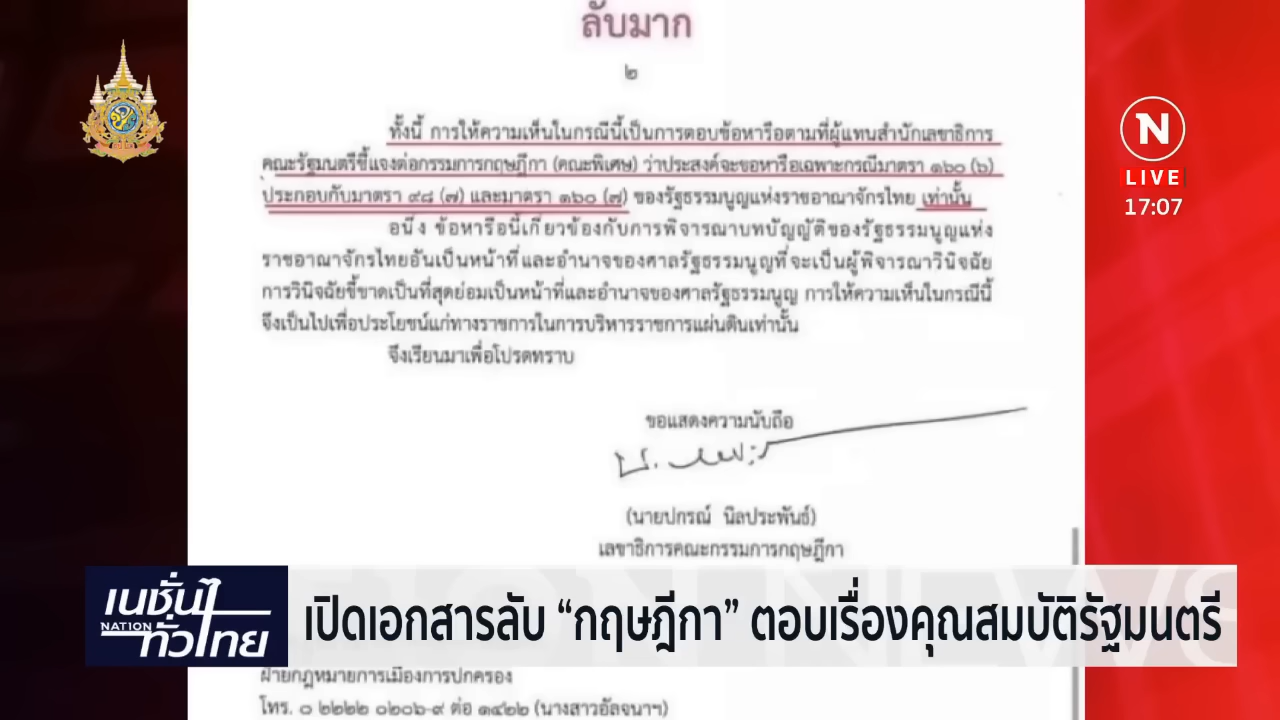 ลับมาก
๒
ทั้งนี้ การให้ความเห็นในกรณีนี้เป็นการตอบข้อหารือตามที่ผู้แทนสำนักเลขาธิการ
คณะรัฐมนตรีชี้แจงต่อกรรมการกฤษฎีกา (คณะพิเศษ) ว่าประสงค์จะขอหารือเฉพาะกรณีมาตรา ๑๖๐ (๖)
ประกอบกับมาตรา ๙๘ (๗) และมาตรา ๑๖๐ (๗) ของรัฐธรรมนูญแห่งราชอาณาจักรไทย เท่านั้น
อนึ่ง ข้อหารือนี้เกี่ยวข้องกับการพิจารณาบทบัญญัติของรัฐธรรมนูญแห่ง
ราชอาณาจักรไทยอันเป็นหน้าที่และอำนาจของศาลรัฐธรรมนูญที่จะเป็นผู้พิจารณาวินิจฉัย
การวินิจฉัยชี้ขาดเป็นที่สุดย่อมเป็นหน้าที่และอำนาจของศาลรัฐธรรมนูญ การให้ความเห็นในกรณีนี้
จึงเป็นไปเพื่อประโยชน์แก่ทางราชการในการบริหารราชการแผ่นดินเท่านั้น
จึงเรียนมาเพื่อโปรดทราบ
ขอแสดงความนับถือ
(นายปกรณ์ นิลประพันธ์)
เลขาธิการคณะกรรมการกฤษฎีกา
N
LIVE
17:07
เนชั่น
NATION
ทั่วไทย
เปิดเอกสารลับ “กฤษฎีกา” ตอบเรื่องคุณสมบัติรัฐมนตรี
ฝ่ายกฎหมายการเมืองการปกครอง
โทร. ๐ ๒๒๒๒ ๐๒๐๖-๙ ต่อ ๑๔๒๒ (นางสาวอัลจนาฯ)